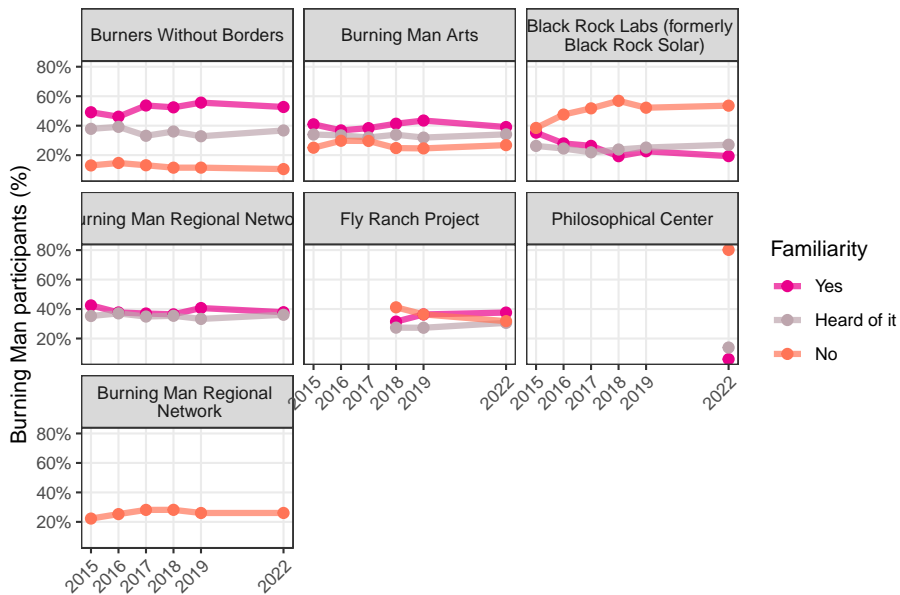 Burners Without Borders
Burning Man Arts
Black Rock Labs (formerly
Black Rock Solar)
80%
60%
40%
20%
urning Man Regional Netwo
Fly Ranch Project
Philosophical Center
80%
60%
40%
20%
2015
2016
2017
2018
2019
2022
2015
2016
2017
2018
2019
2022
Burning Man Regional
Network
80%
60%
40%
20%
2015
2016
2017
2018
2019
2022
Burning Man participants (%)
Familiarity
Yes
Heard of it
No